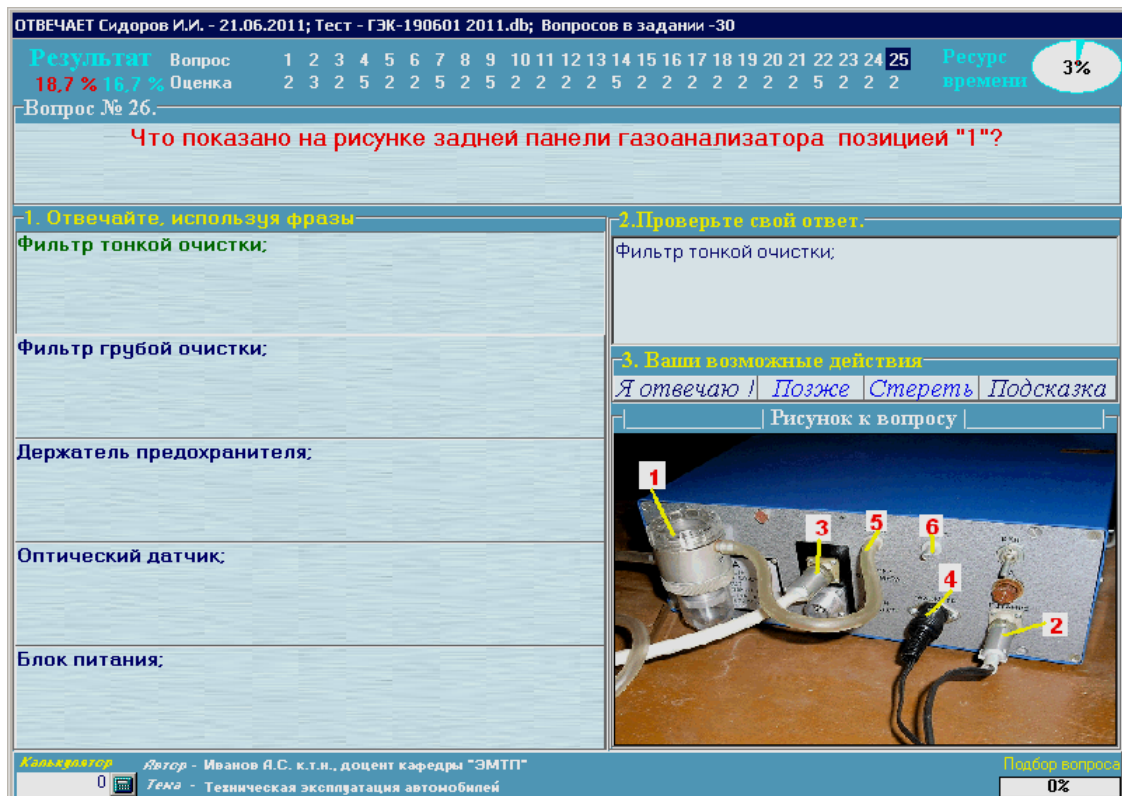 ОТВЕЧАЕТ Сидоров И.И. - 21.06.2011; Тест - ГЭК-190601 2011.db; Вопросов в задании -30
Результат Вопрос 1 2 3 4 5 6 7 8 9 10 11 12 13 14 15 16 17 18 19 20 21 22 23 24 25 Ресурс
18,7 % 16,7 % Оценка 2 3 2 5 2 2 5 2 5 2 2 2 2 5 2 2 2 2 2 2 2 5 2 2 2 времени 3%
Вопрос № 26.
Что показано на рисунке задней панели газоанализатора позицией "1"?
1. Отвечайте, используя фразы
Фильтр тонкой очистки;
Фильтр грубой очистки;
Держатель предохранителя;
Оптический датчик;
Блок питания;
2.Проверьте свой ответ.
Фильтр тонкой очистки;
3. Ваши возможные действия
Я отвечаю ! Позже Стереть Подсказка
Рисунок к вопросу
1
3
5
6
4
2
Калькулятор
0
Автор - Иванов А.С. к.т.н., доцент кафедры "ЭМТП"
Тема - Техническая эксплуатация автомобилей
Подбор вопроса
0%